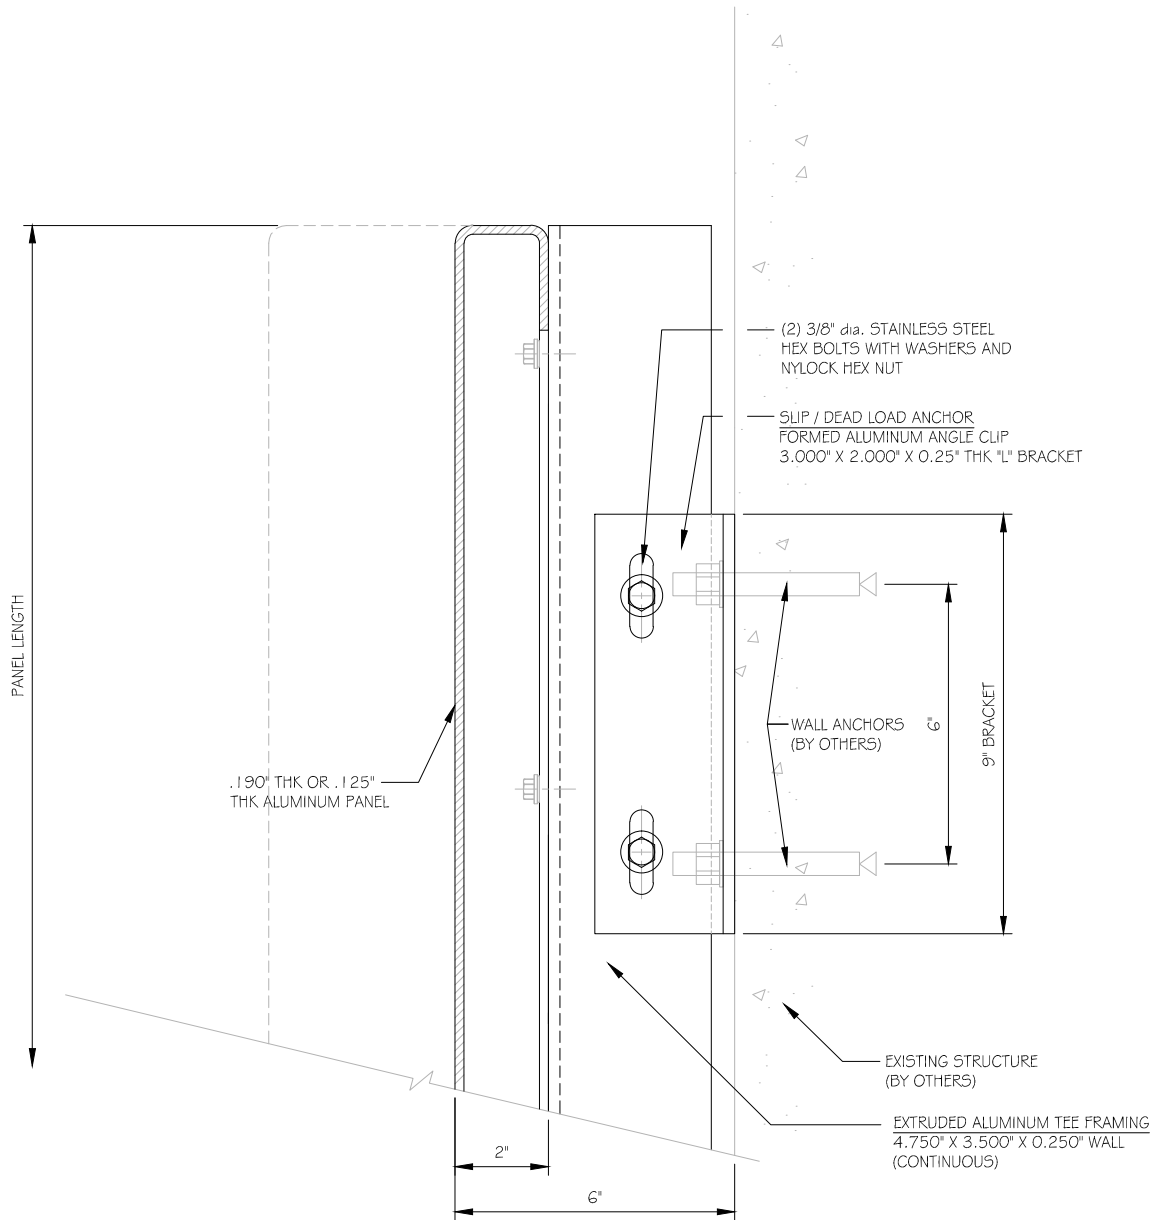 (2) 3/8" dia. STAINLESS STEEL
HEX BOLTS WITH WASHERS AND
NYLOCK HEX NUT
SLIP / DEAD LOAD ANCHOR
FORMED ALUMINUM ANGLE CLIP
3.000" X 2.000" X 0.25" THK "L" BRACKET
PANEL LENGTH
WALL ANCHORS
(BY OTHERS)
6"
9" BRACKET
.190" THK OR .125"
THK ALUMINUM PANEL
EXISTING STRUCTURE
(BY OTHERS)
EXTRUDED ALUMINUM TEE FRAMING
4.750" X 3.500" X 0.250" WALL
(CONTINUOUS)
2"
6"